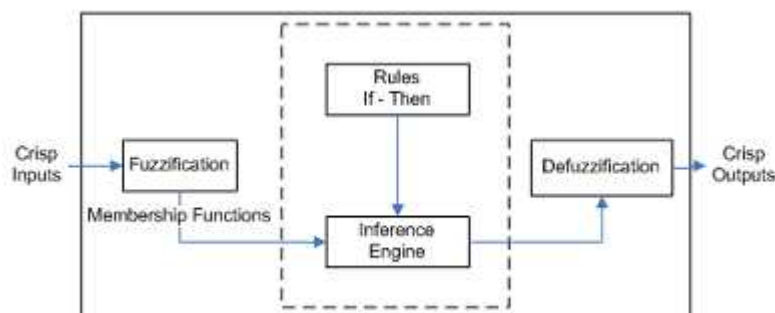 Crisp
Inputs
Fuzzification
Membership Functions
Rules
If - Then
Inference
Engine
Defuzzification
Crisp
Outputs